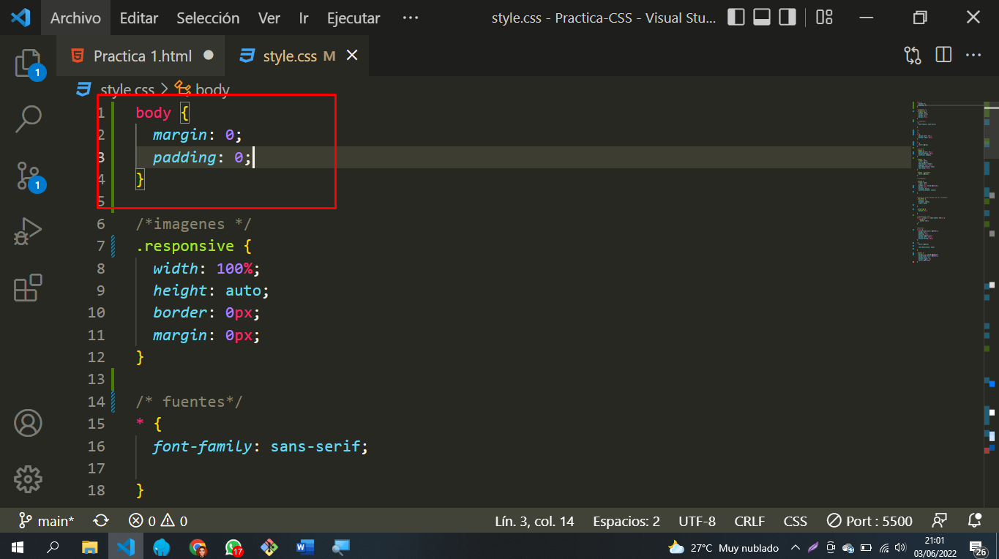 Archivo Editar Selección Ver Ir Ejecutar ··· style.css - Practica-CSS - Visual Stu...
Practica 1.html style.css M
style.css > body
1 body {
2 margin: 0;
3 padding: 0;
4 }
5
6 /*imagenes */
7 .responsive {
8 width: 100%;
9 height: auto;
10 border: 0px;
11 margin: 0px;
12 }
13
14 /* fuentes*/
15 * {
16 font-family: sans-serif;
17
18 }
1
1
main* 0 0 Lín. 3, col. 14 Espacios: 2 UTF-8 CRLF CSS Port : 5500
17 27°C Muy nublado 21:01
03/06/2022 26